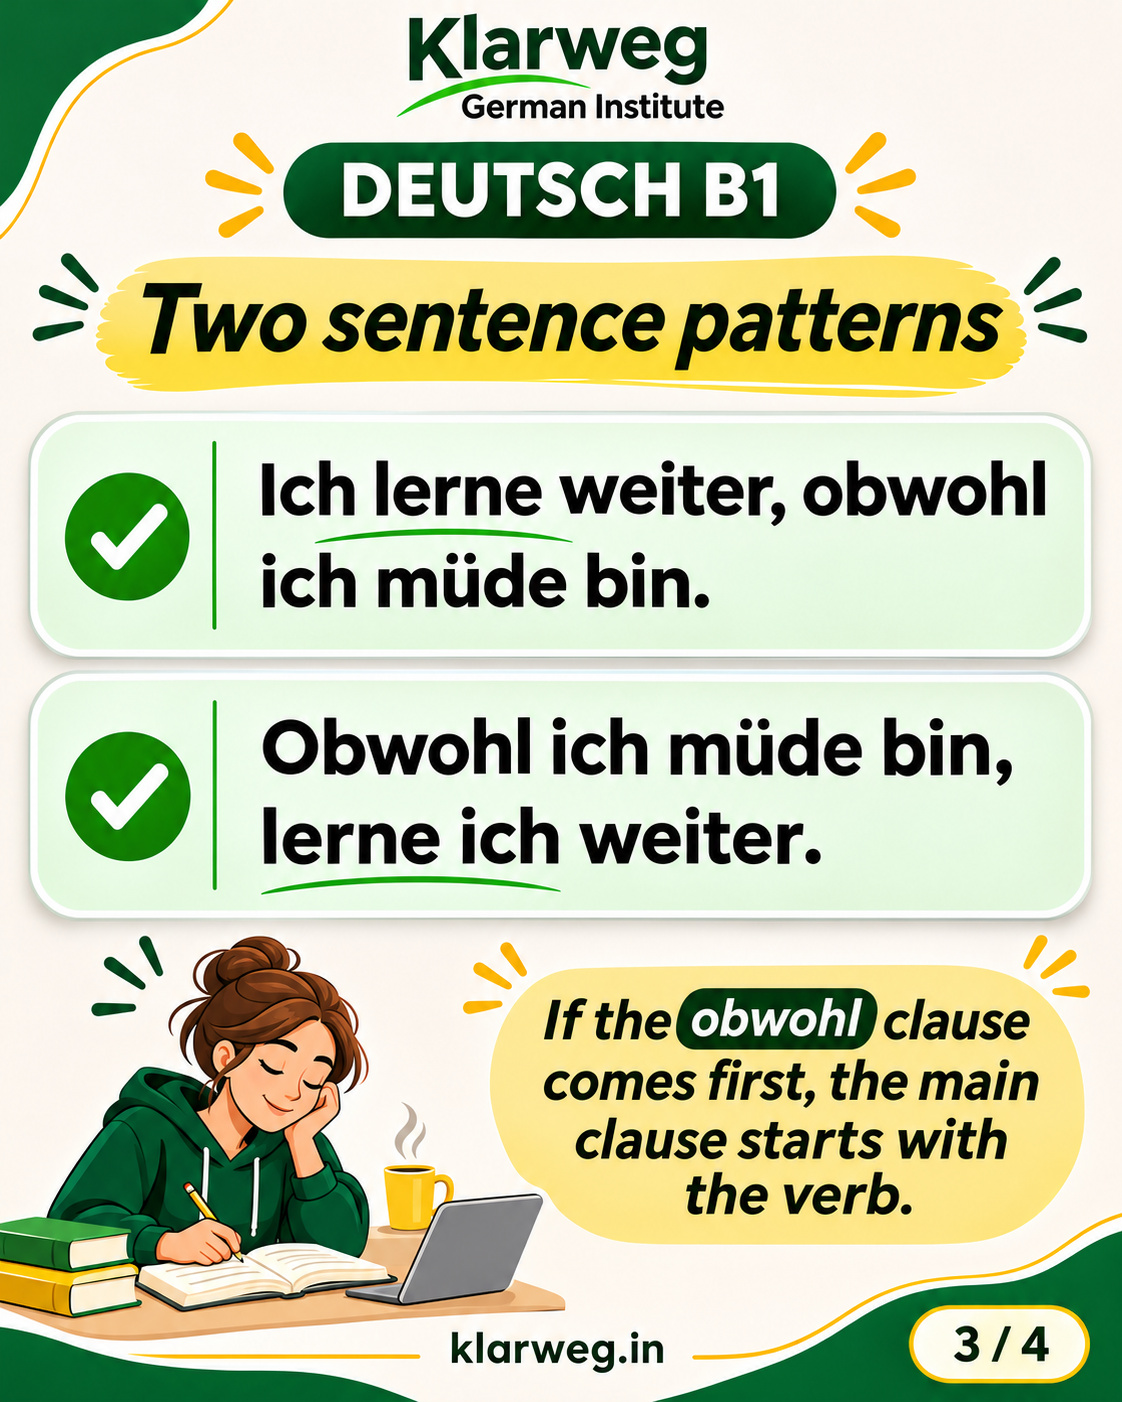 Klarweg
German Institute
DEUTSCH B1
Two sentence patterns
Ich lerne weiter, obwohl
ich müde bin.
Obwohl ich müde bin,
lerne ich weiter.
If the obwohl clause
comes first, the main
clause starts with
the verb.
klarweg.in
3 / 4